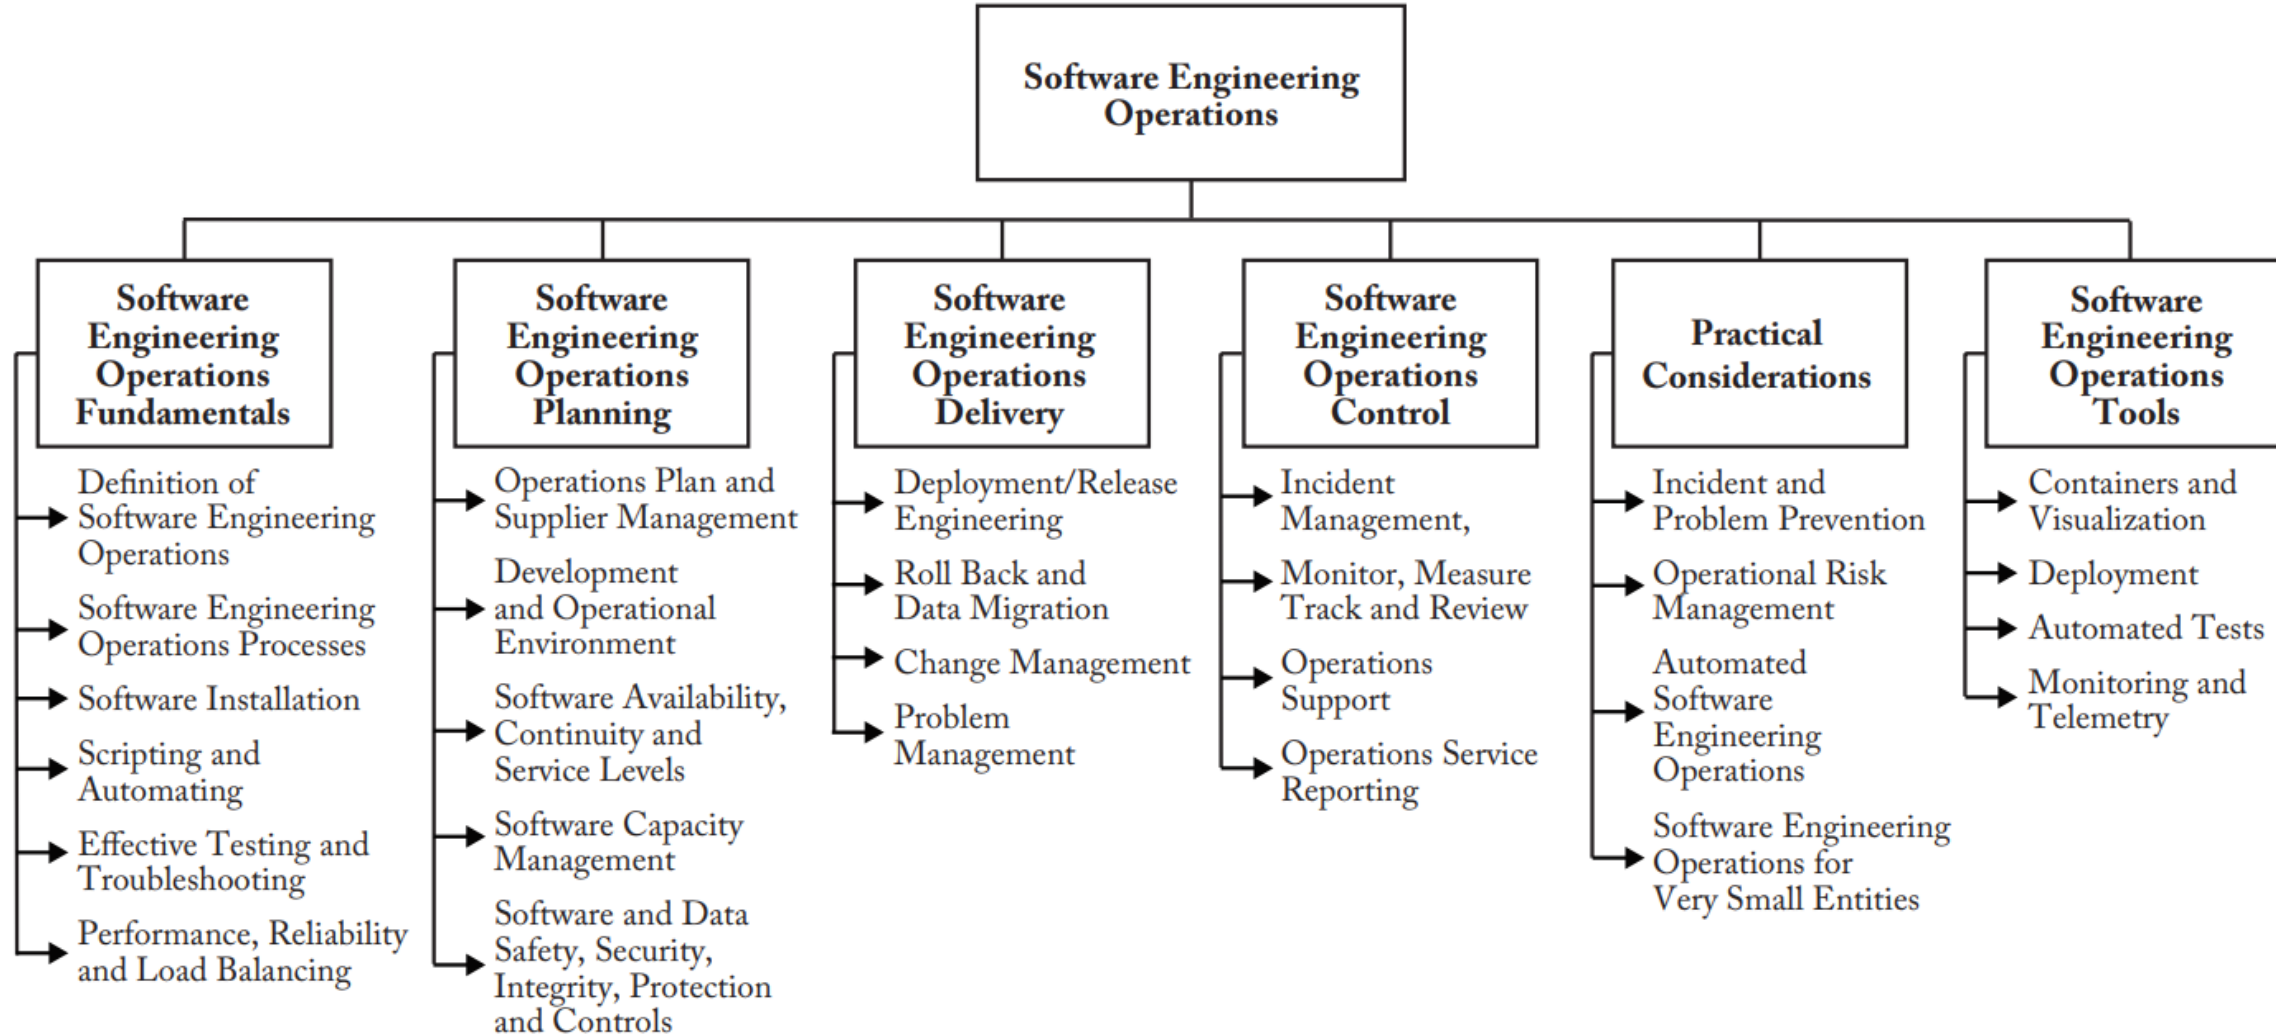 Software Engineering
Operations
Software
Engineering
Operations
Fundamentals
Definition of
Software Engineering
Operations
Software Engineering
Operations Processes
Software Installation
Scripting and
Automating
Effective Testing and
Troubleshooting
Performance, Reliability
and Load Balancing
Software
Engineering
Operations
Planning
Operations Plan and
Supplier Management
Development
and Operational
Environment
Software Availability,
Continuity and
Service Levels
Software Capacity
Management
Software and Data
Safety, Security,
Integrity, Protection
and Controls
Software
Engineering
Operations
Delivery
Deployment/Release
Engineering
Roll Back and
Data Migration
Change Management
Problem
Management
Software
Engineering
Operations
Control
Incident
Management,
Monitor, Measure
Track and Review
Operations
Support
Operations Service
Reporting
Practical
Considerations
Incident and
Problem Prevention
Operational Risk
Management
Automated
Software
Engineering
Operations
Software Engineering
Operations for
Very Small Entities
Software
Engineering
Operations
Tools
Containers and
Visualization
Deployment
Automated Tests
Monitoring and
Telemetry